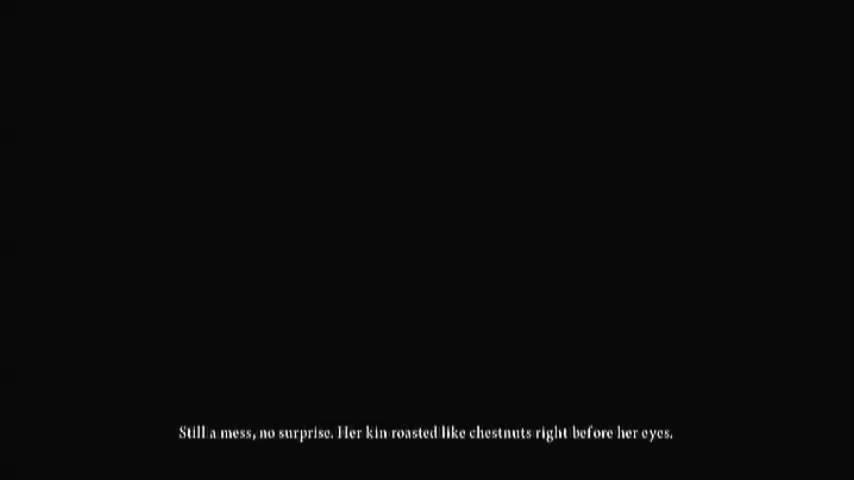 Still a mess, no surprise. Her kin roasted like chestnuts right before her eyes.